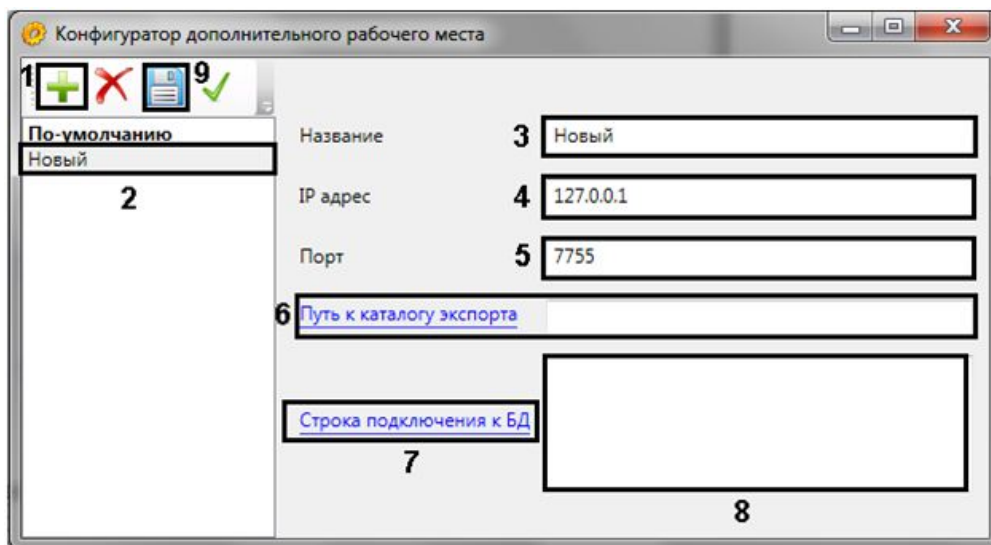 Конфигуратор дополнительного рабочего места
1 9
По-умолчанию
Новый
2
Название 3 Новый
IP адрес 4 127.0.0.1
Порт 5 7755
6 Путь к каталогу экспорта
Строка подключения к БД
7
8